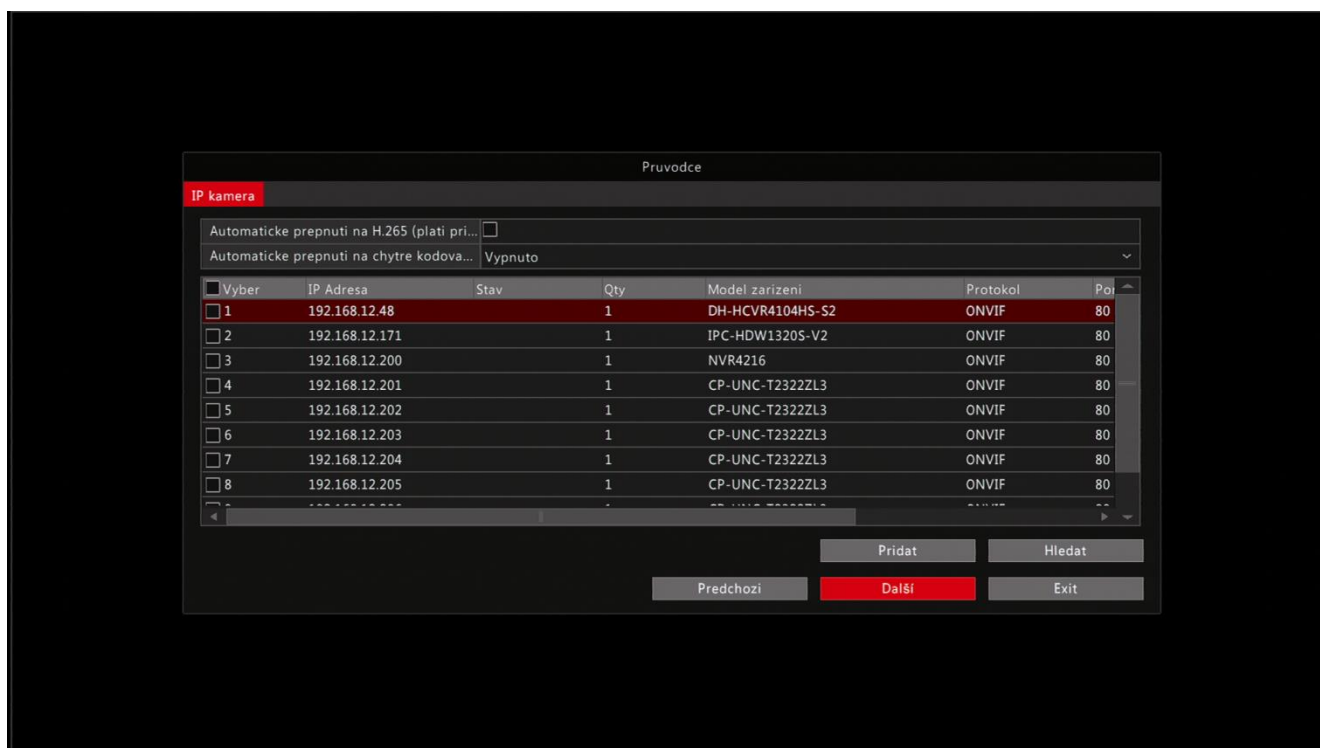 Pruvodce
IP kamera
Automaticke prepnuti na H.265 (plati pri...
Automaticke prepnuti na chytre kodova... Vypnuto
Vyber IP Adresa Stav Qty Model zarizeni Protokol Por
1 192.168.12.48 1 DH-HCVR4104HS-S2 ONVIF 80
2 192.168.12.171 1 IPC-HDW1320S-V2 ONVIF 80
3 192.168.12.200 1 NVR4216 ONVIF 80
4 192.168.12.201 1 CP-UNC-T2322ZL3 ONVIF 80
5 192.168.12.202 1 CP-UNC-T2322ZL3 ONVIF 80
6 192.168.12.203 1 CP-UNC-T2322ZL3 ONVIF 80
7 192.168.12.204 1 CP-UNC-T2322ZL3 ONVIF 80
8 192.168.12.205 1 CP-UNC-T2322ZL3 ONVIF 80
Pridat Hledat
Predchozi Další Exit